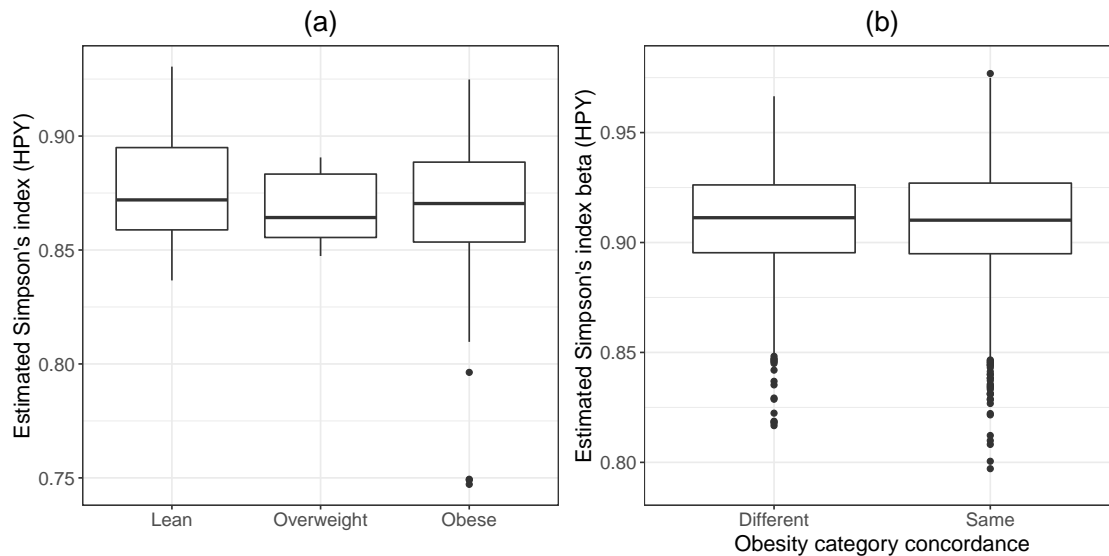 (a)
Estimated Simpson's index (HPY)
0.90
0.85
0.80
0.75
Lean Overweight Obese
(b)
Estimated Simpson's index beta (HPY)
0.95
0.90
0.85
0.80
Different Same
Obesity category concordance